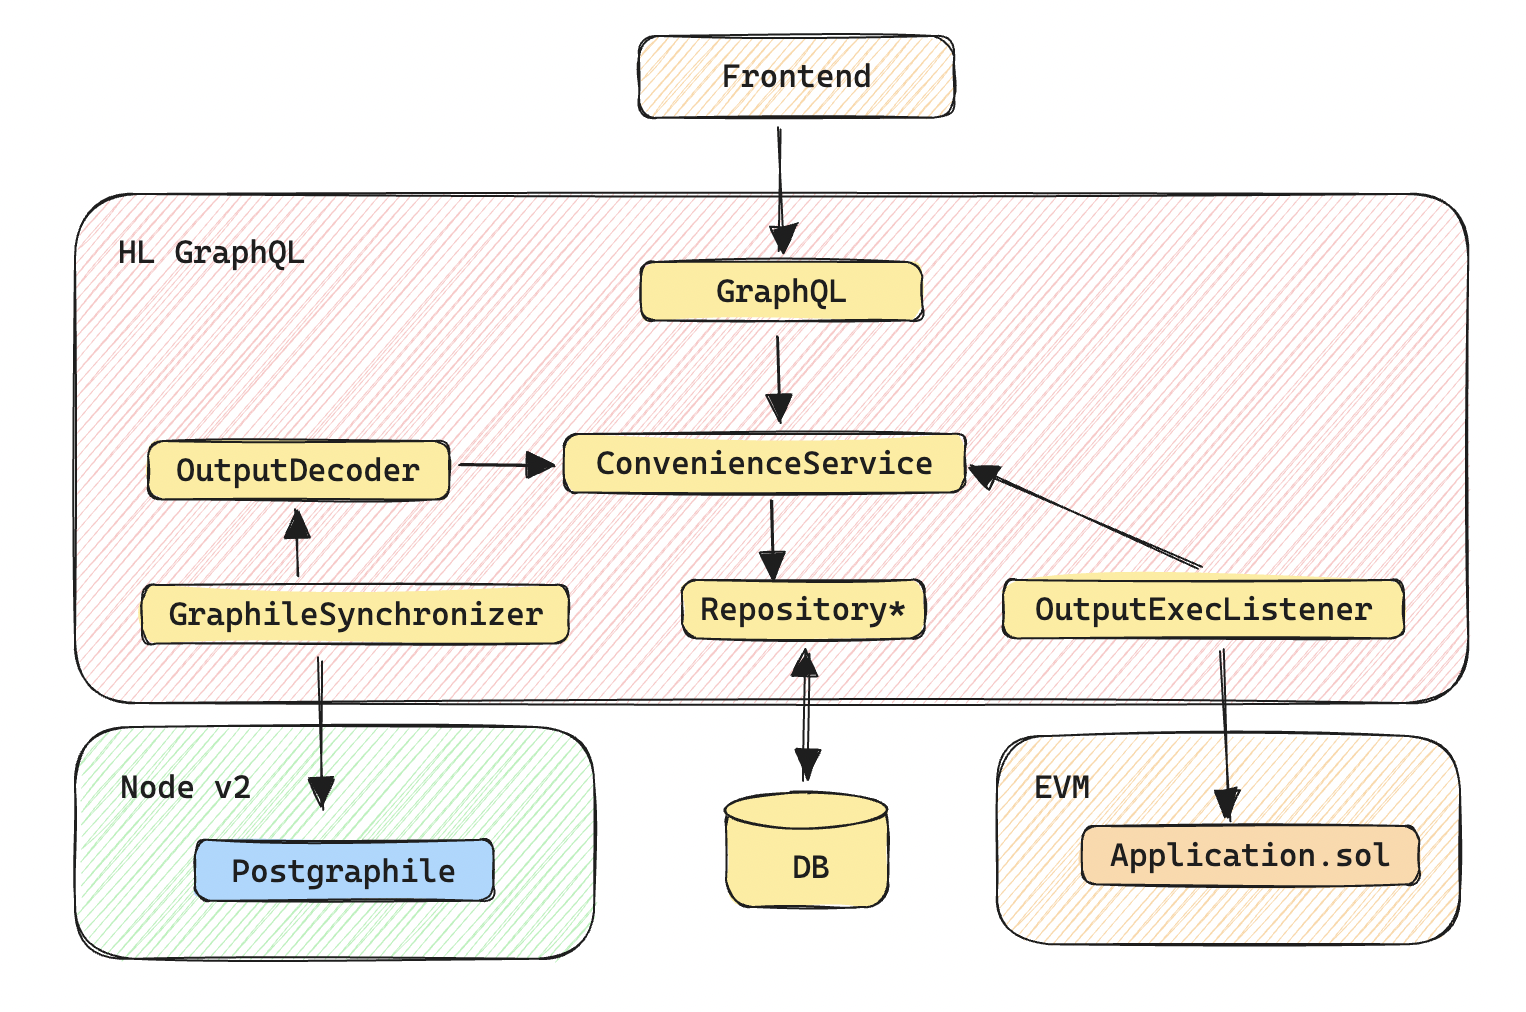 Frontend
HL GraphQL
GraphQL
OutputDecoder
ConvenienceService
GraphileSynchronizer
Repository*
OutputExecListener
Node v2
EVM
Postgraphile
DB
Application.sol